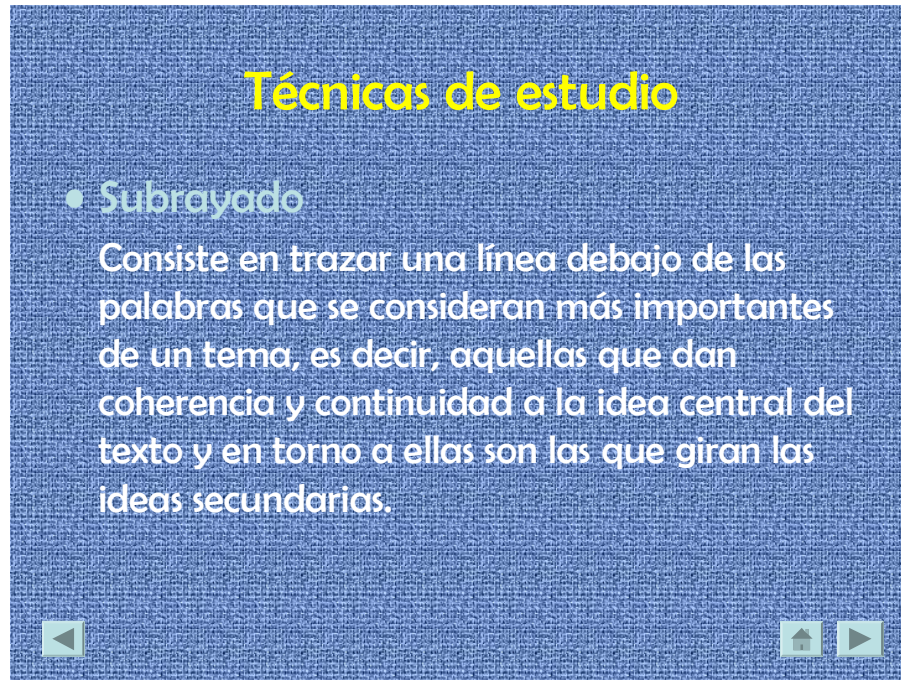 Técnicas de estudio
• Subrayado
Consiste en trazar una línea debajo de las
palabras que se consideran más importantes
de un tema, es decir, aquellas que dan
coherencia y continuidad a la idea central del
texto y en torno a ellas son las que giran las
ideas secundarias.